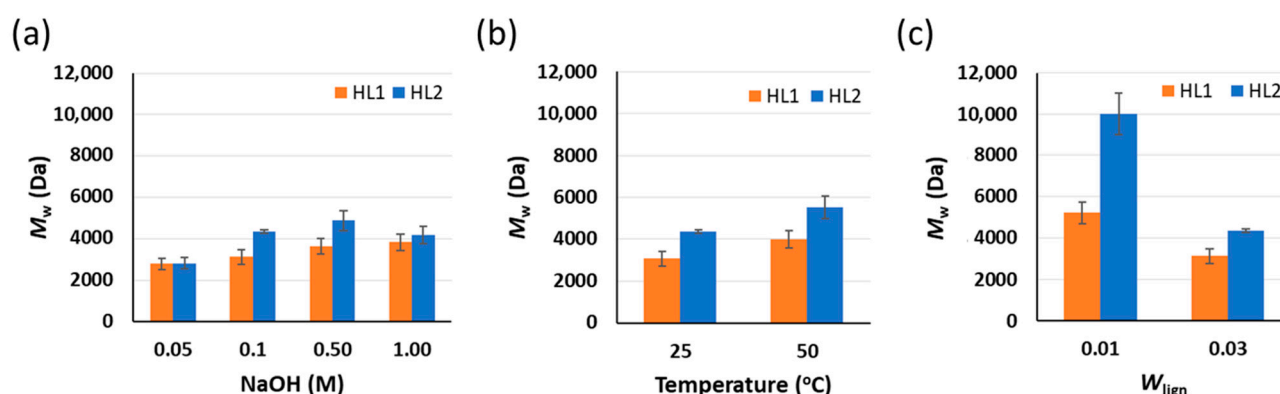 (a)
12,000
10,000
8000
6000
4000
2000
0
Mw (Da)
HL1 HL2
0.05 0.1 0.50 1.00
NaOH (M)
(b)
12,000
10,000
8000
6000
4000
2000
0
Mw (Da)
HL1 HL2
25 50
Temperature (°C)
(c)
12,000
10,000
8000
6000
4000
2000
0
Mw (Da)
HL1 HL2
0.01 0.03
Wlign